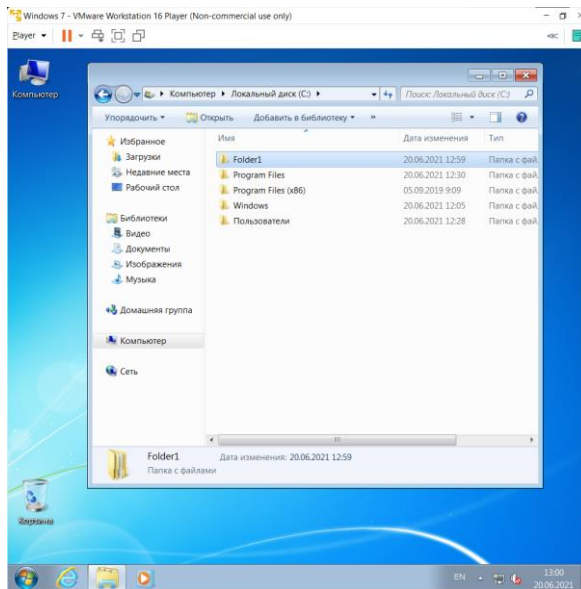 Windows 7 - VMware Workstation 16 Player (Non-commercial use only)
Player
Компьютер
Компьютер ▸ Локальный диск (C:) ▸
Поиск: Локальный диск (C:)
Упорядочить
Открыть
Добавить в библиотеку
»
Избранное
Загрузки
Недавние места
Рабочий стол
Библиотеки
Видео
Документы
Изображения
Музыка
Домашняя группа
Компьютер
Сеть
Имя Дата изменения Тип
Folder1 20.06.2021 12:59 Папка с фай
Program Files 20.06.2021 12:30 Папка с фай
Program Files (x86) 05.09.2019 9:09 Папка с фай
Windows 20.06.2021 12:05 Папка с фай
Пользователи 20.06.2021 12:28 Папка с фай
Folder1 Дата изменения: 20.06.2021 12:59
Папка с файлами
Корзина
EN
13:00
20.06.2021